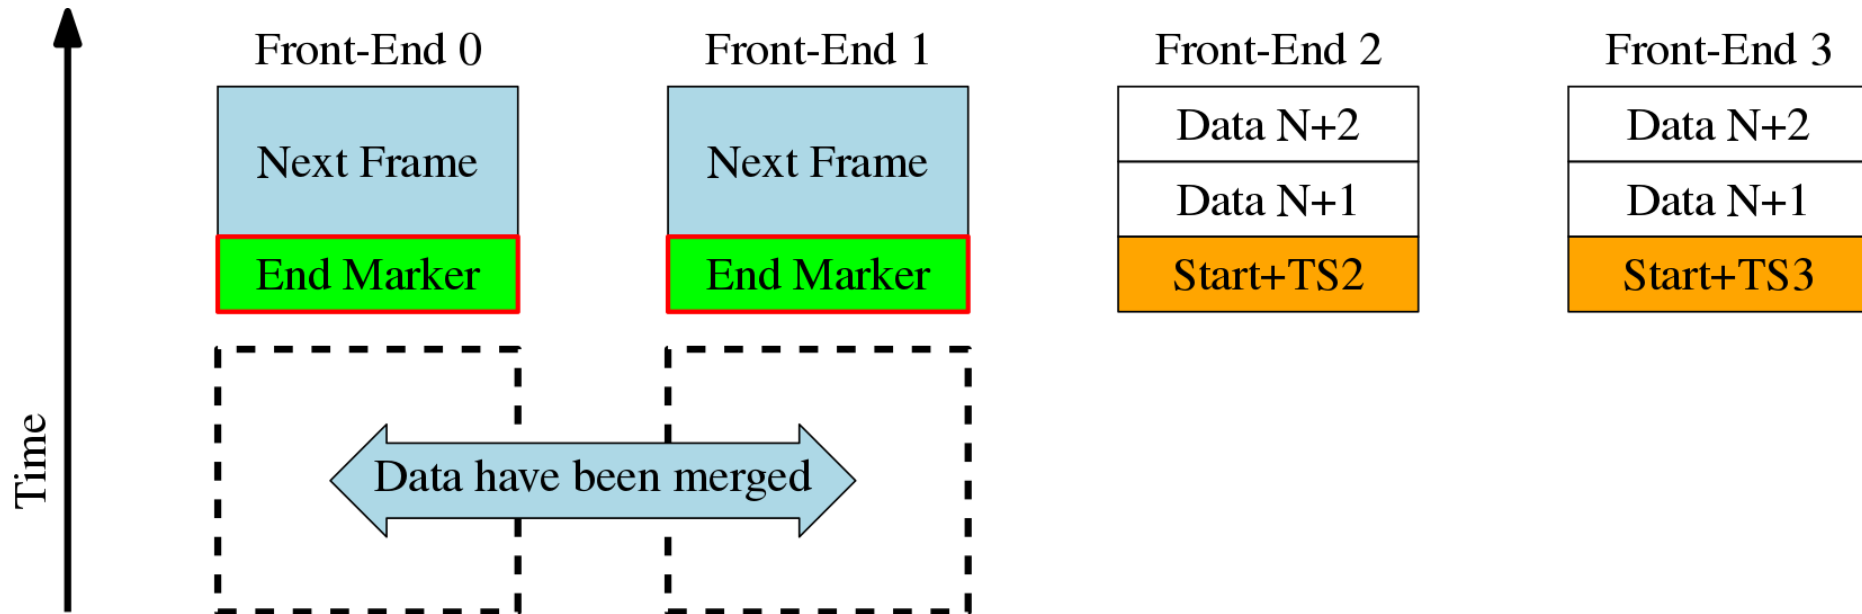 Front-End 0
Front-End 1
Front-End 2
Front-End 3
Next Frame
Next Frame
Data N+2
Data N+2
Data N+1
Data N+1
End Marker
End Marker
Start+TS2
Start+TS3
Data have been merged
Time